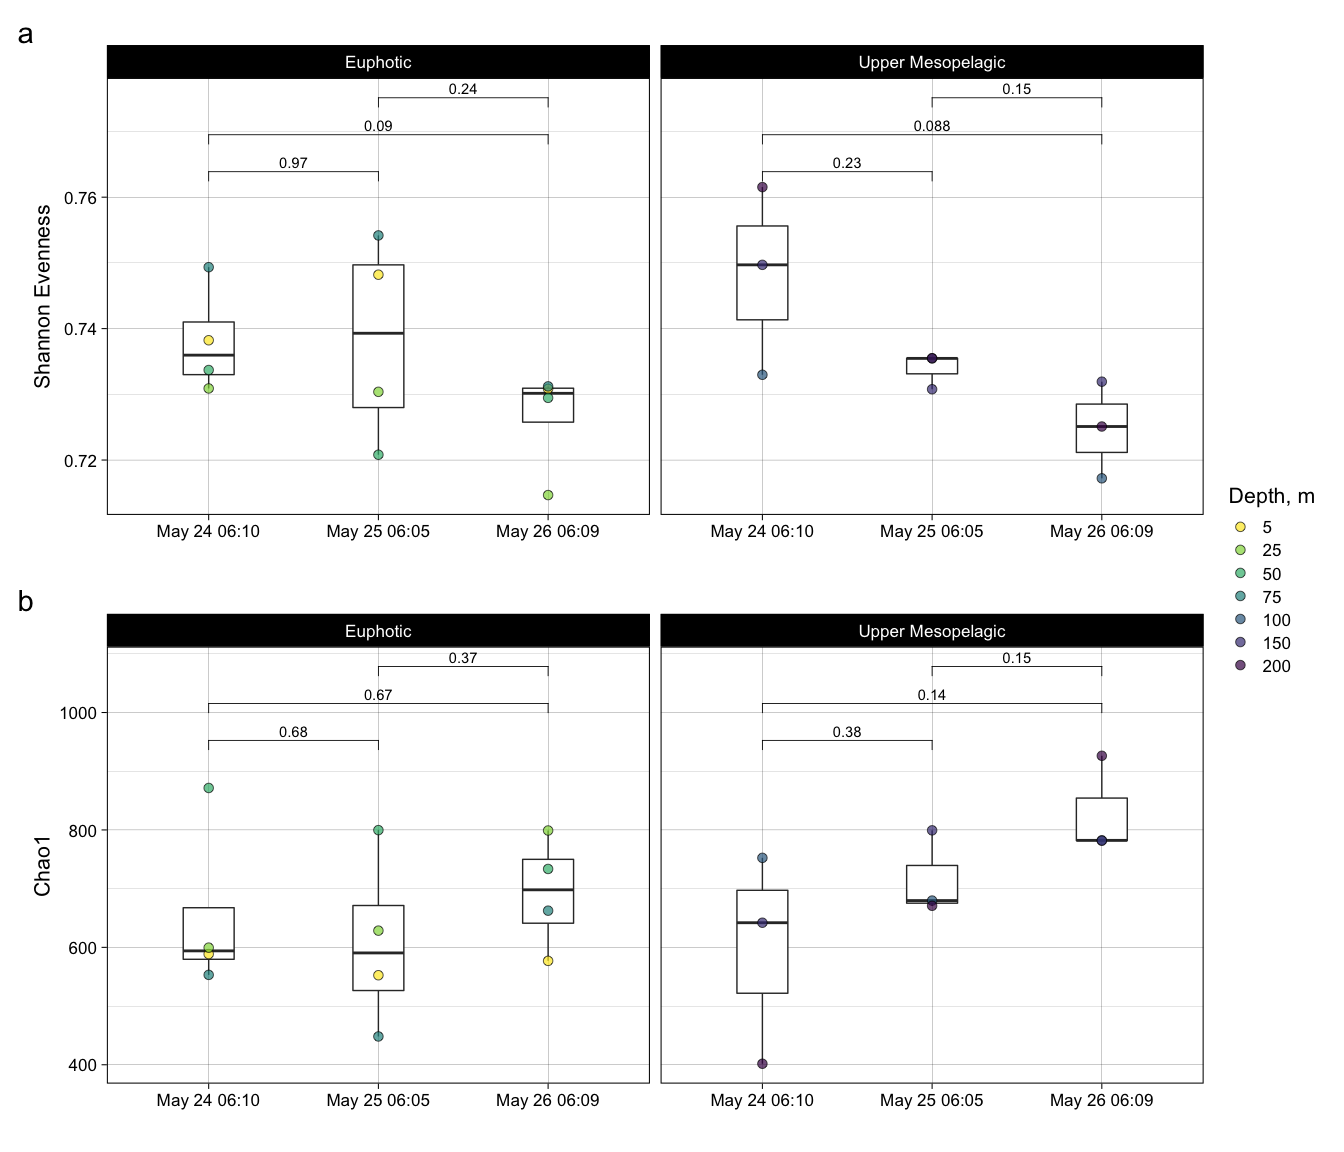 a
Euphotic
Upper Mesopelagic
0.24
0.09
0.97
0.15
0.088
0.23
Shannon Evenness
0.76
0.74
0.72
May 24 06:10
May 25 06:05
May 26 06:09
May 24 06:10
May 25 06:05
May 26 06:09
Depth, m
5
25
50
75
100
150
200
b
Euphotic
Upper Mesopelagic
0.37
0.67
0.68
0.15
0.14
0.38
Chao1
1000
800
600
400
May 24 06:10
May 25 06:05
May 26 06:09
May 24 06:10
May 25 06:05
May 26 06:09